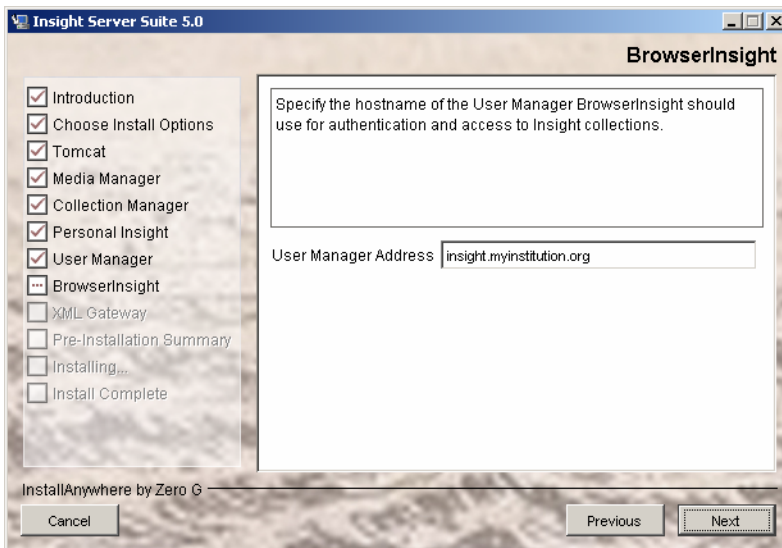 Insight Server Suite 5.0
BrowserInsight
Introduction
Choose Install Options
Tomcat
Media Manager
Collection Manager
Personal Insight
User Manager
BrowserInsight
XML Gateway
Pre-Installation Summary
Installing...
Install Complete
Specify the hostname of the User Manager BrowserInsight should
use for authentication and access to Insight collections.
User Manager Address insight.myinstitution.org
InstallAnywhere by Zero G
Cancel Previous Next